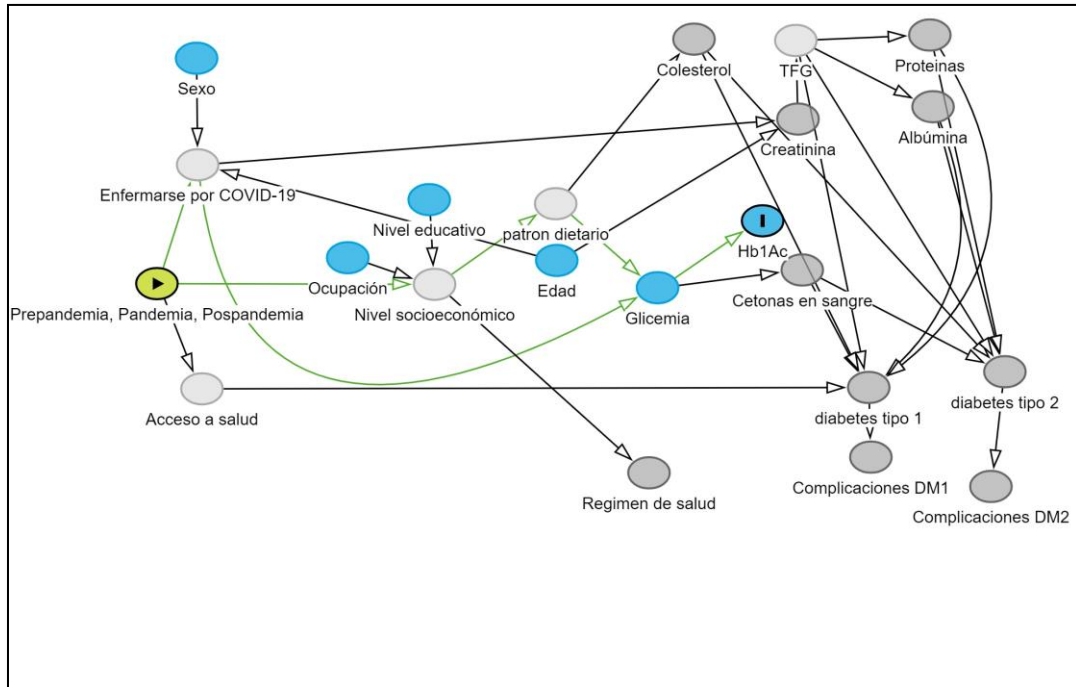 Sexo
Colesterol
TFG
Proteinas
Albúmina
Creatinina
Enfermarse por COVID-19
Nivel educativo
patron dietario
Hb1Ac
Ocupación
Edad
Prepandemia, Pandemia, Pospandemia
Nivel socioeconómico
Glicemia
Cetonas en sangre
Acceso a salud
diabetes tipo 1
diabetes tipo 2
Regimen de salud
Complicaciones DM1
Complicaciones DM2